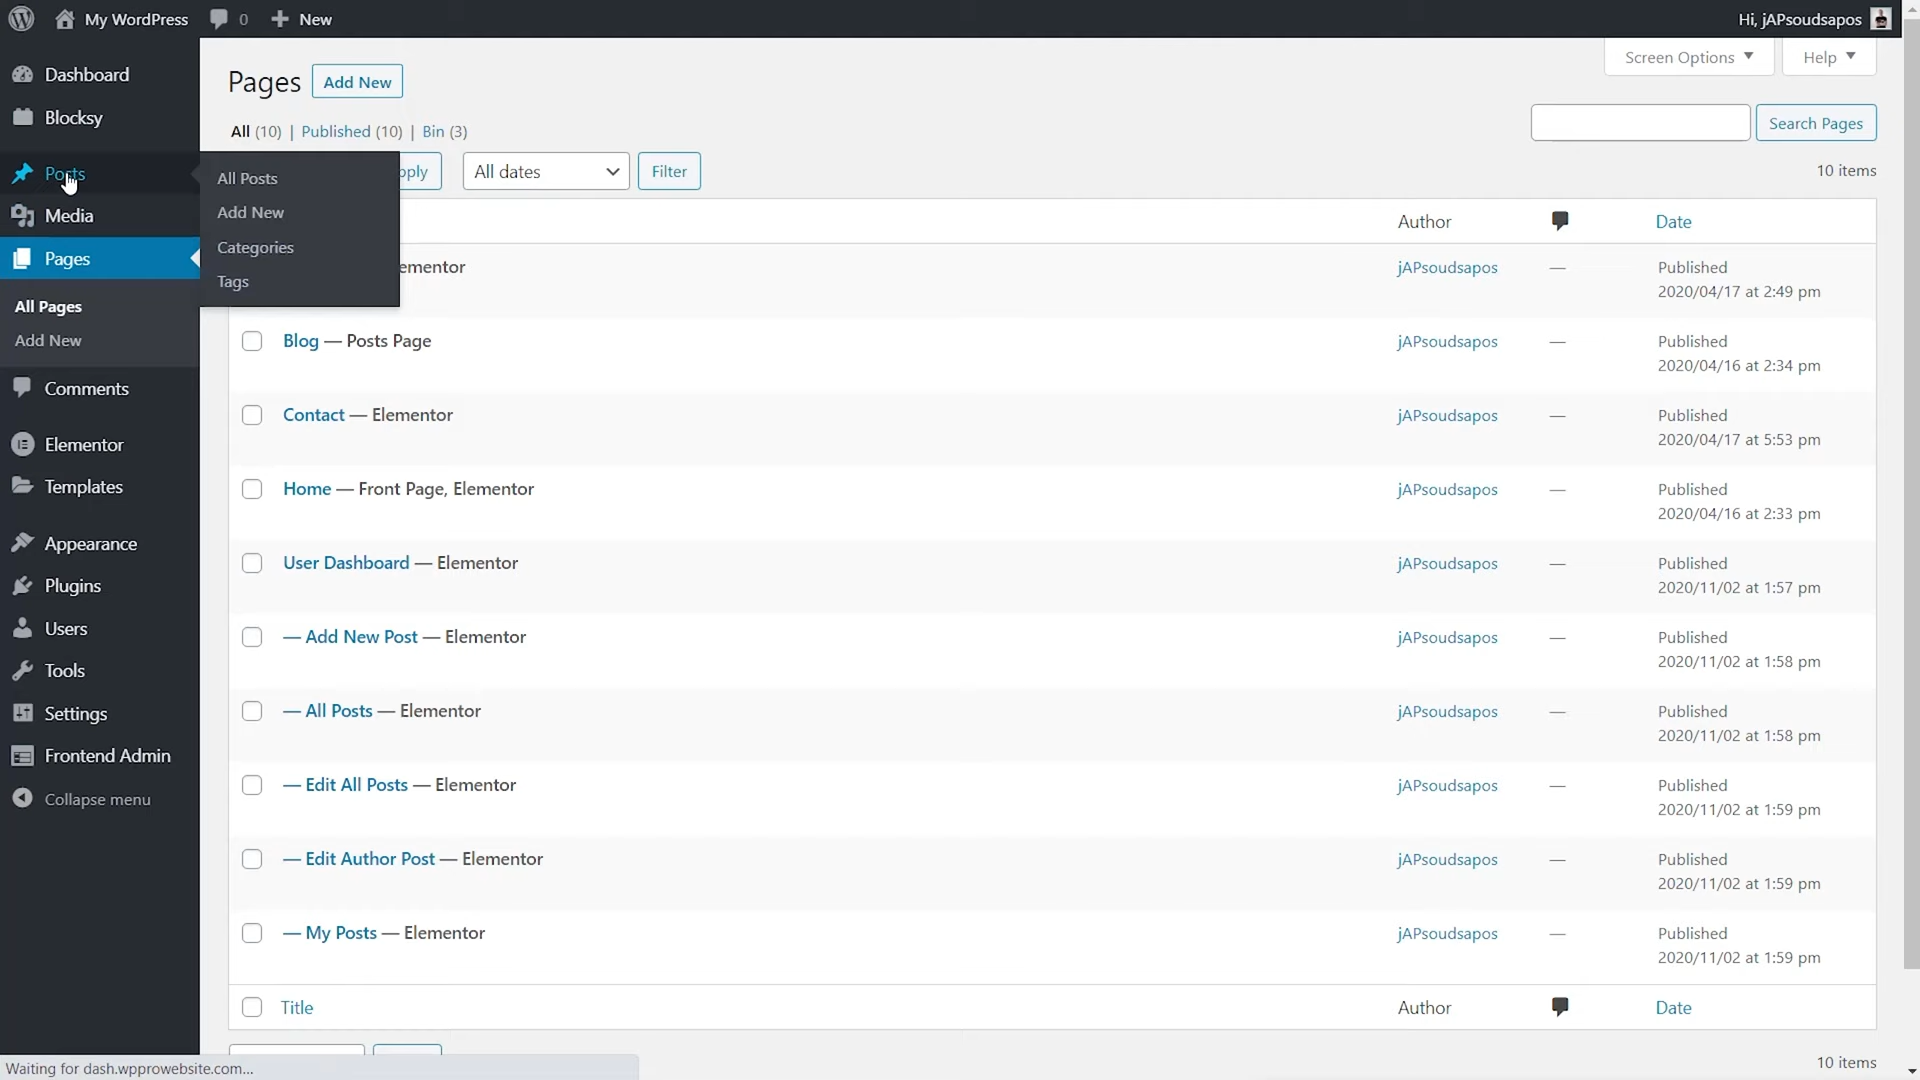 My WordPress 0 New Hi, jAPsoudsapos
Dashboard
Blocksy
Posts
Media
Pages
All Pages
Add New
Comments
Elementor
Templates
Appearance
Plugins
Users
Tools
Settings
Frontend Admin
Collapse menu
All Posts
Add New
Categories
Tags
Screen Options Help
Pages Add New
All (10) | Published (10) | Bin (3)
Search Pages
All dates Filter 10 items
Author Date
jAPsoudsapos — Published
2020/04/17 at 2:49 pm
Blog — Posts Page jAPsoudsapos — Published
2020/04/16 at 2:34 pm
Contact — Elementor jAPsoudsapos — Published
2020/04/17 at 5:53 pm
Home — Front Page, Elementor jAPsoudsapos — Published
2020/04/16 at 2:33 pm
User Dashboard — Elementor jAPsoudsapos — Published
2020/11/02 at 1:57 pm
— Add New Post — Elementor jAPsoudsapos — Published
2020/11/02 at 1:58 pm
— All Posts — Elementor jAPsoudsapos — Published
2020/11/02 at 1:58 pm
— Edit All Posts — Elementor jAPsoudsapos — Published
2020/11/02 at 1:59 pm
— Edit Author Post — Elementor jAPsoudsapos — Published
2020/11/02 at 1:59 pm
— My Posts — Elementor jAPsoudsapos — Published
2020/11/02 at 1:59 pm
Title Author Date
10 items
Waiting for dash.wpprowebsite.com...